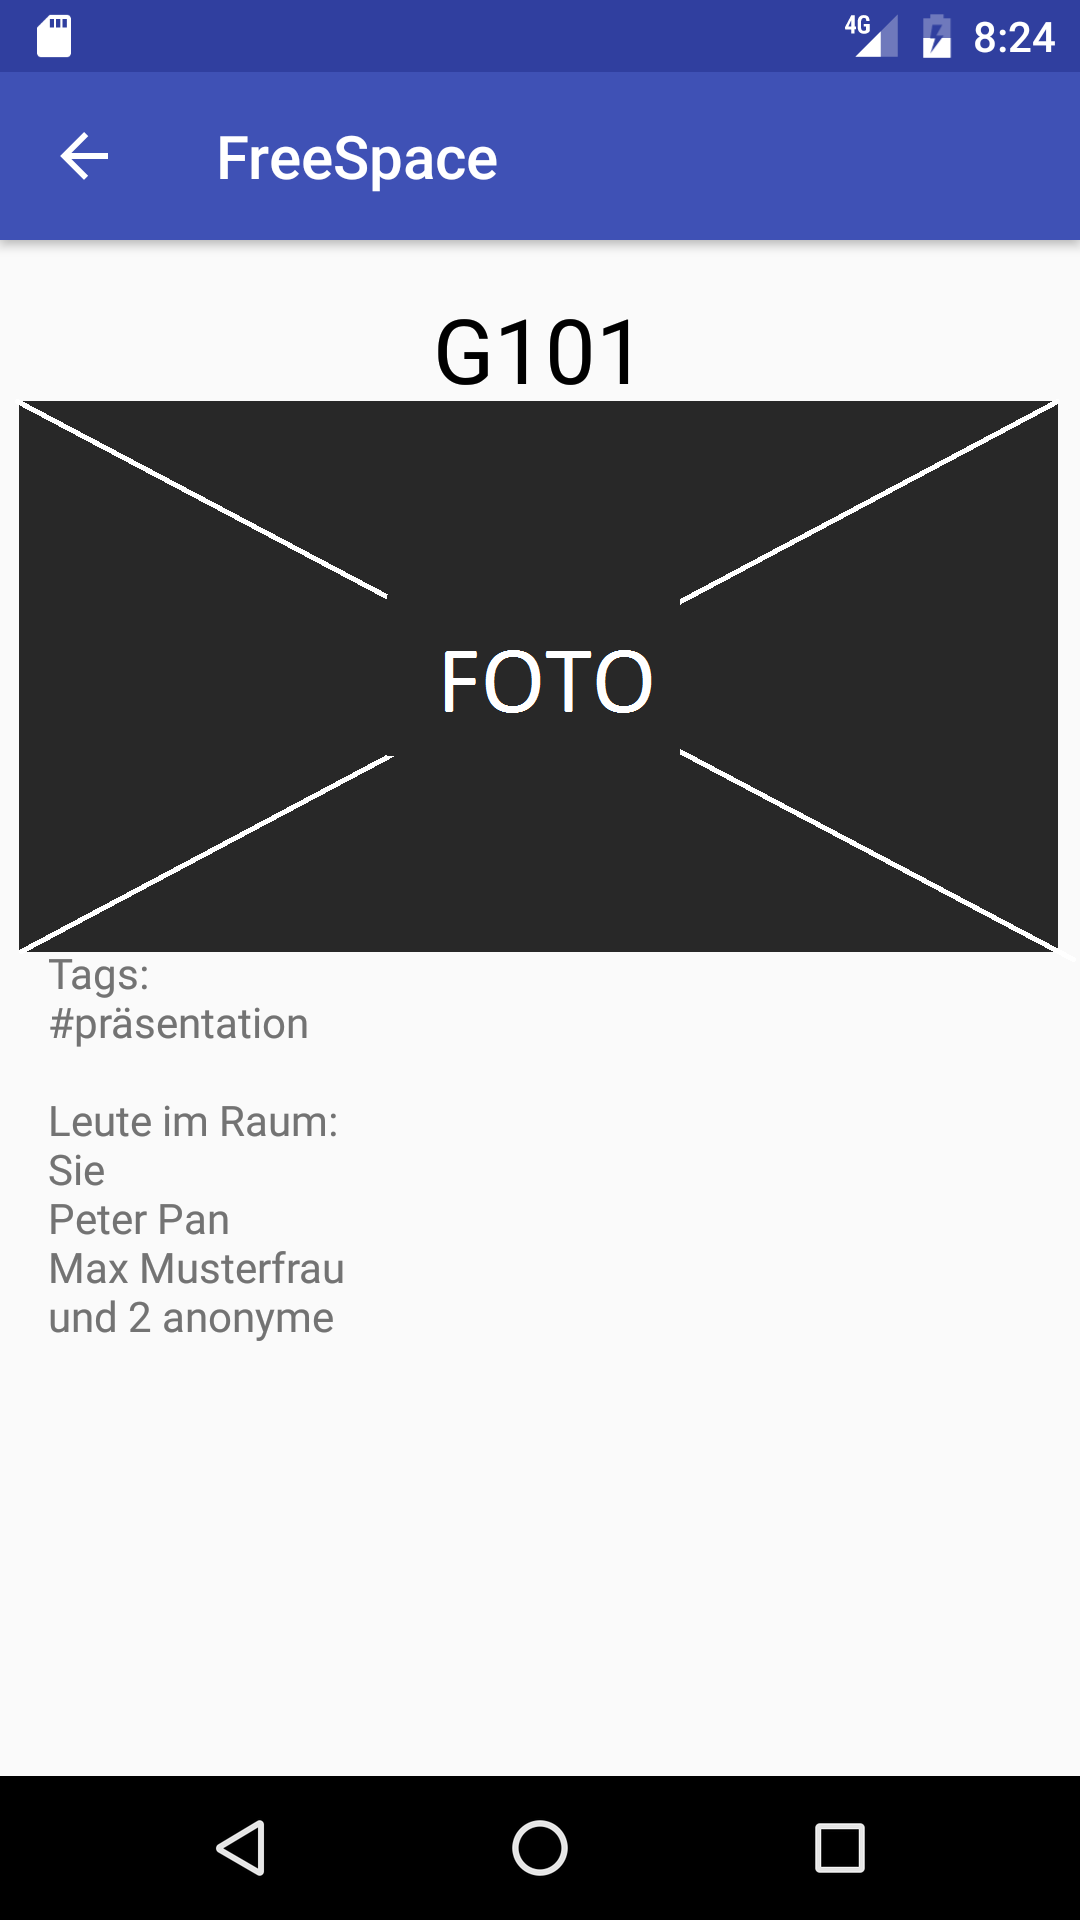 4G 8:24
FreeSpace
G101
FOTO
Tags:
#präsentation
Leute im Raum:
Sie
Peter Pan
Max Musterfrau
und 2 anonyme